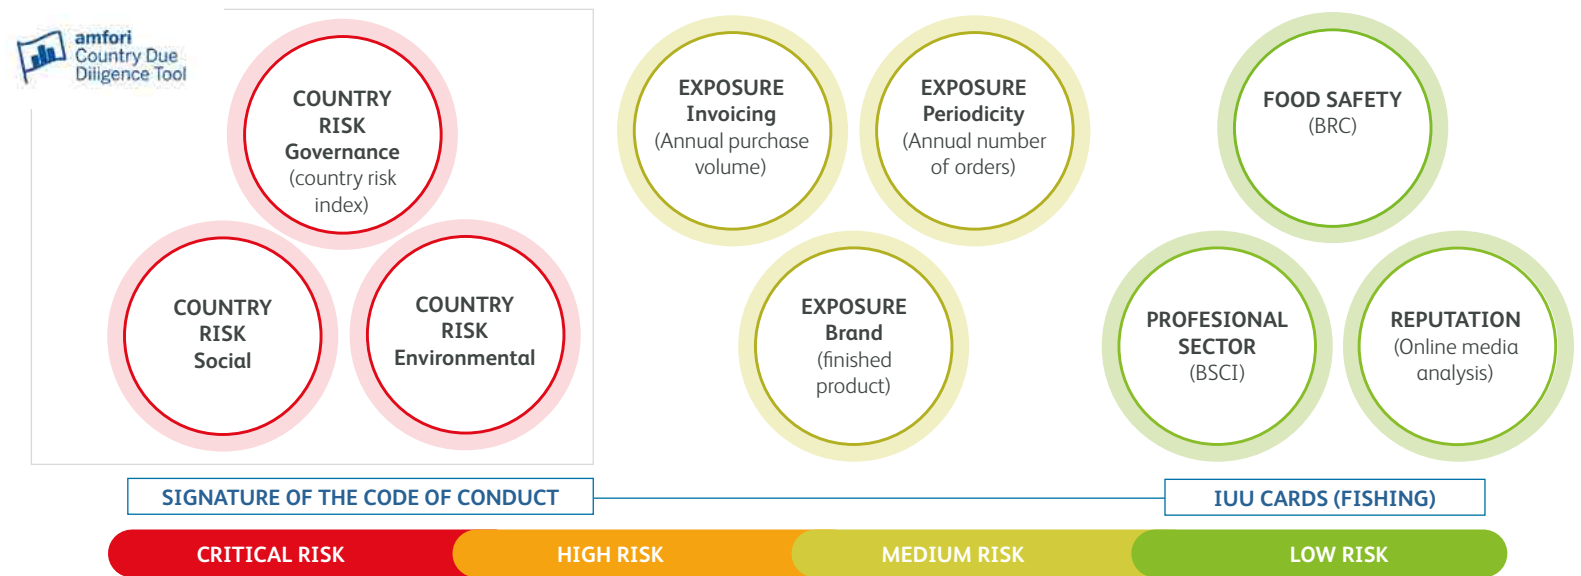 amfori
Country Due
Diligence Tool
COUNTRY
RISK
Governance
(country risk
index)
COUNTRY
RISK
Social
COUNTRY
RISK
Environmental
EXPOSURE
Invoicing
(Annual purchase
volume)
EXPOSURE
Periodicity
(Annual number
of orders)
EXPOSURE
Brand
(finished
product)
FOOD SAFETY
(BRC)
PROFESIONAL
SECTOR
(BSCI)
REPUTATION
(Online media
analysis)
SIGNATURE OF THE CODE OF CONDUCT
IUU CARDS (FISHING)
CRITICAL RISK
HIGH RISK
MEDIUM RISK
LOW RISK